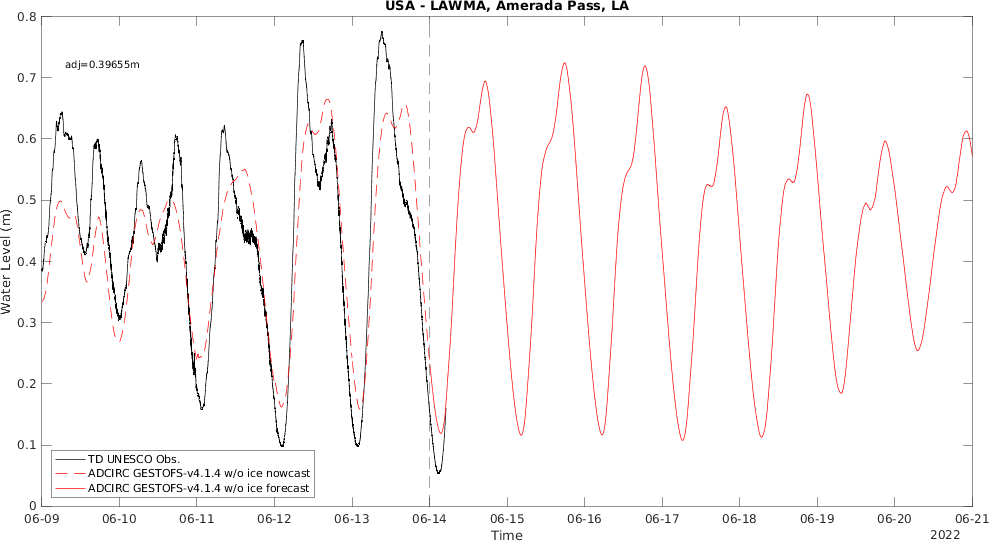 USA - LAWMA, Amerada Pass, LA
adj=0.39655m
0.8
0.7
0.6
0.5
0.4
0.3
0.2
0.1
0
Water Level (m)
TD UNESCO Obs.
ADCIRC GESTOFS-v4.1.4 w/o ice nowcast
ADCIRC GESTOFS-v4.1.4 w/o ice forecast
06-09 06-10 06-11 06-12 06-13 06-14 06-15 06-16 06-17 06-18 06-19 06-20 06-21
Time
2022